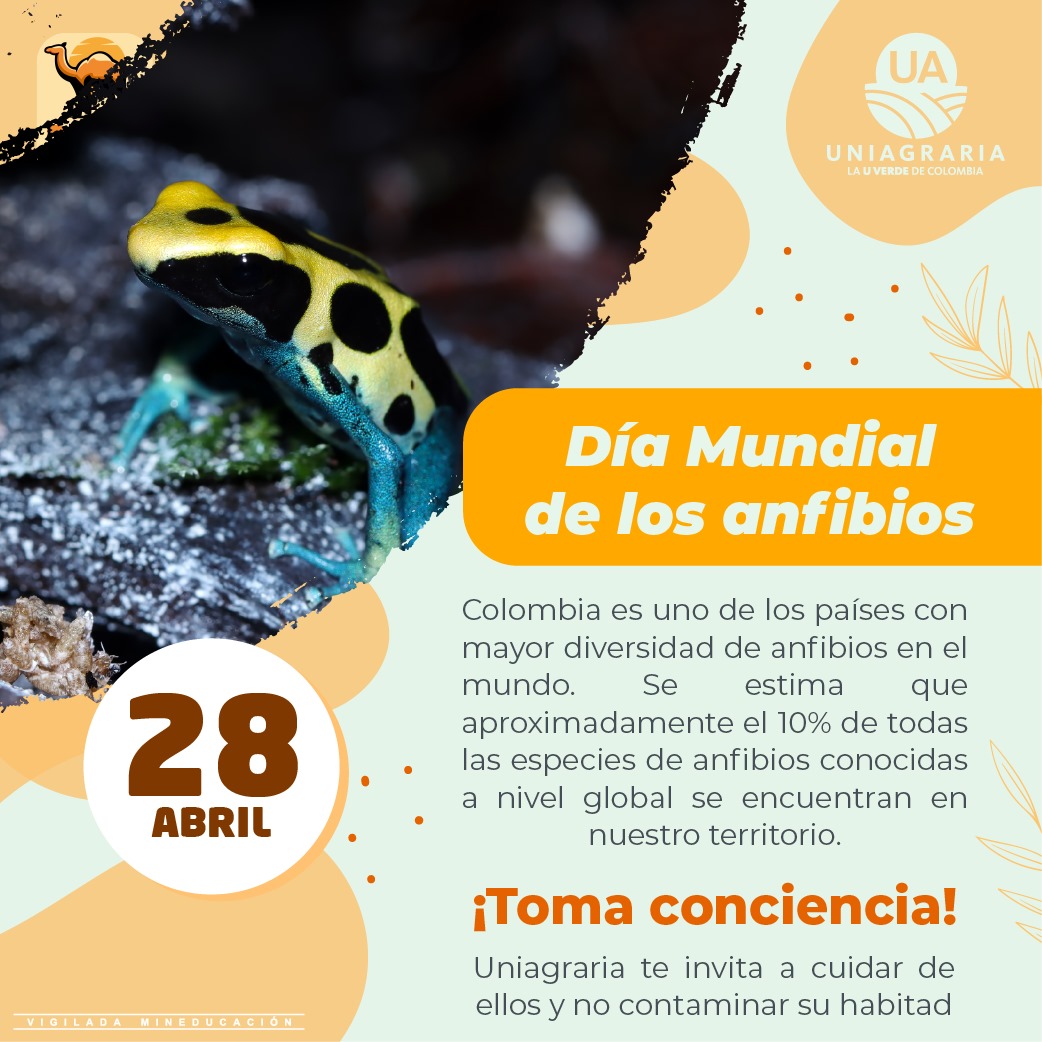 UA
UNIAGRARIA
LA U VERDE DE COLOMBIA
Día Mundial
de los anfibios
Colombia es uno de los países con
mayor diversidad de anfibios en el
mundo. Se estima que
aproximadamente el 10% de todas
las especies de anfibios conocidas
a nivel global se encuentran en
nuestro territorio.
28
ABRIL
¡Toma conciencia!
Uniagraria te invita a cuidar de
ellos y no contaminar su habitad
VIGILADA MINEDUCACIÓN